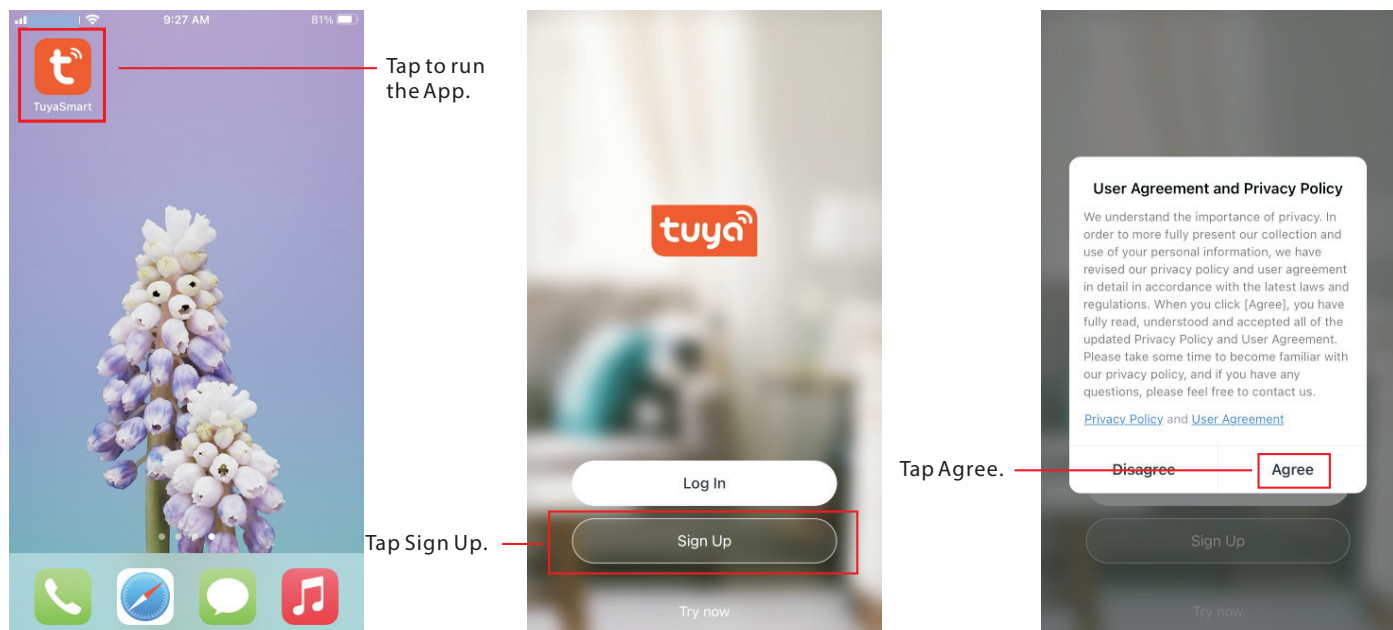 9:27 AM
81%
t
TuyaSmart
Tap to run
the App.
tuya
Log In
Tap Sign Up.
Sign Up
Try now
User Agreement and Privacy Policy
We understand the importance of privacy. In
order to more fully present our collection and
use of your personal information, we have
revised our privacy policy and user agreement
in detail in accordance with the latest laws and
regulations. When you click [Agree], you have
fully read, understood and accepted all of the
updated Privacy Policy and User Agreement.
Please take some time to become familiar with
our privacy policy, and if you have any
questions, please feel free to contact us.
Privacy Policy and User Agreement
Tap Agree.
Disagree
Agree
Sign Up
Try now